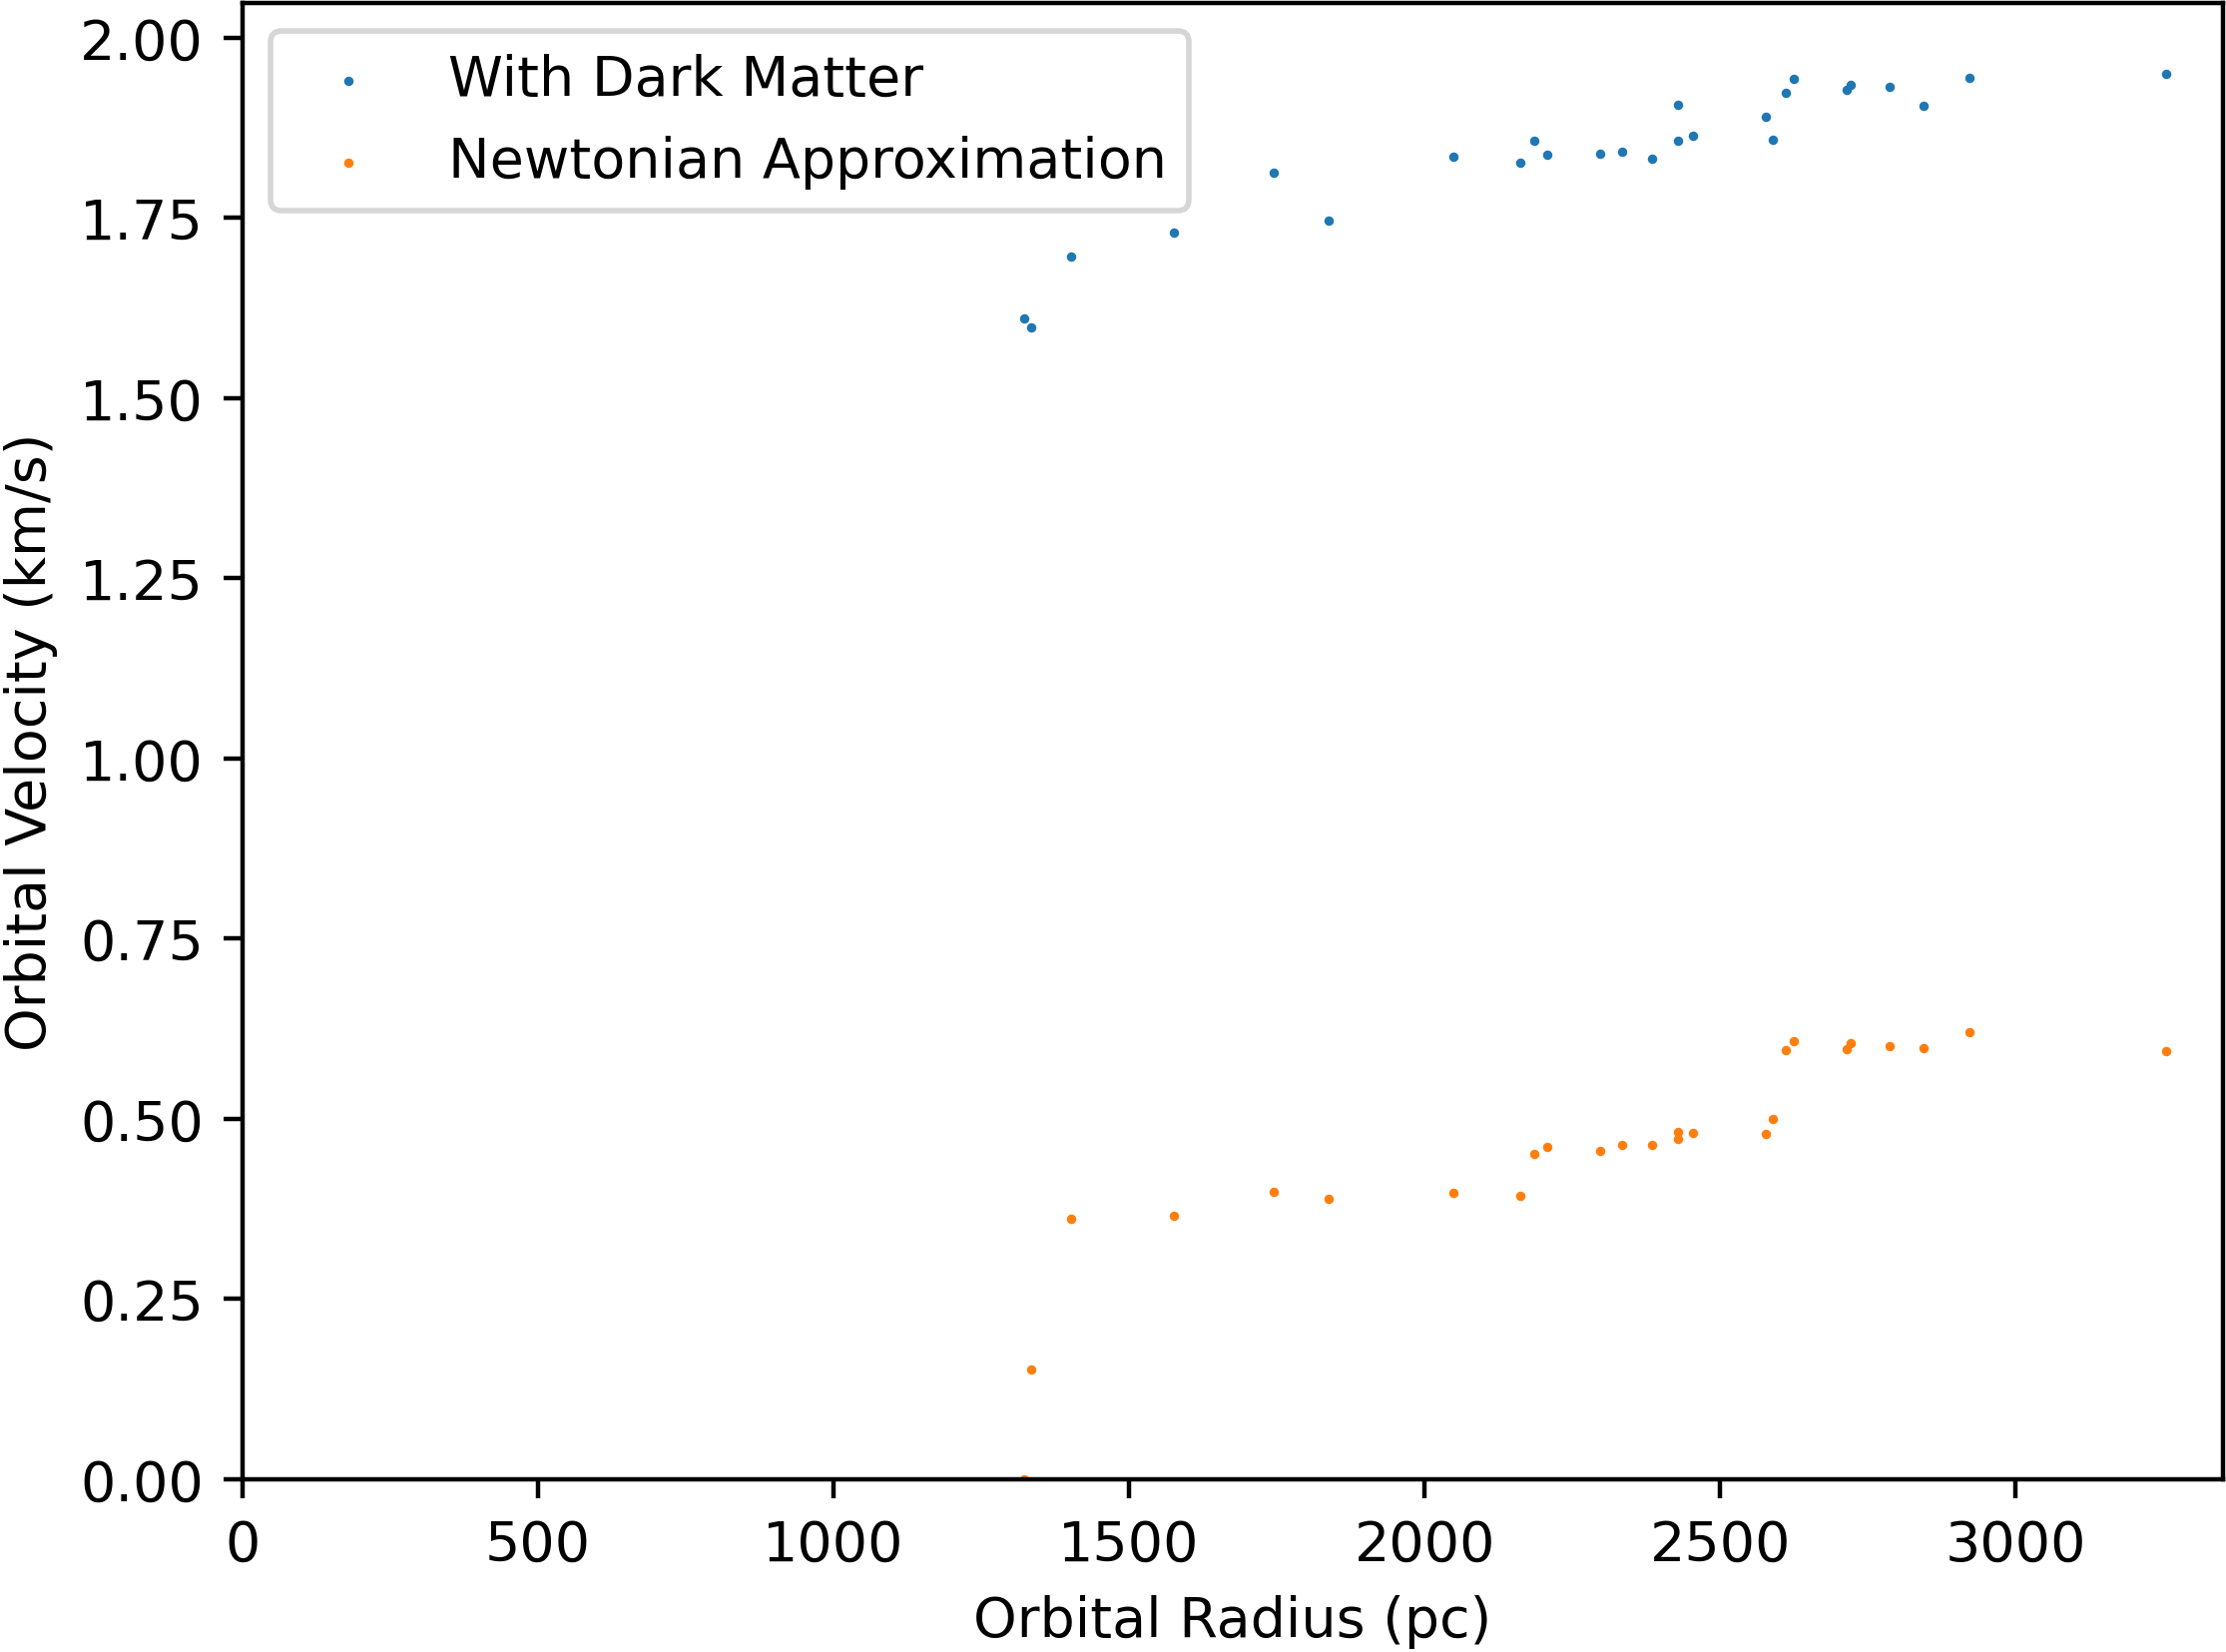 With Dark Matter
Newtonian Approximation
2.00
1.75
1.50
1.25
1.00
0.75
0.50
0.25
0.00
Orbital Velocity (km/s)
0 500 1000 1500 2000 2500 3000
Orbital Radius (pc)